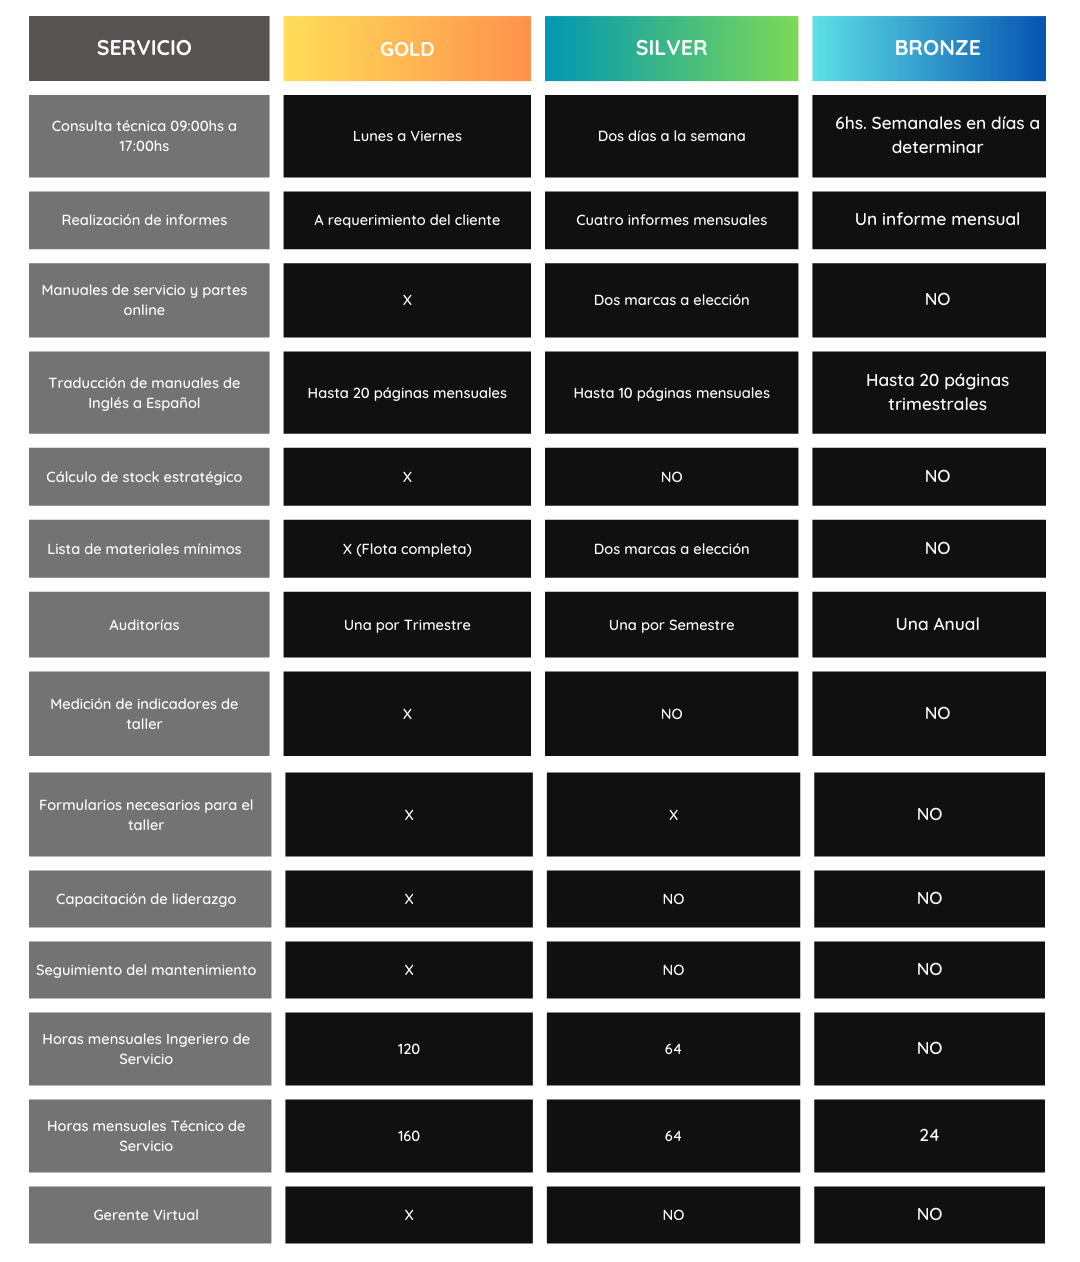 SERVICIO GOLD SILVER BRONZE
Consulta técnica 09:00hs a
17:00hs
Lunes a Viernes
Dos días a la semana
6hs. Semanales en días a
determinar
Realización de informes
A requerimiento del cliente
Cuatro informes mensuales
Un informe mensual
Manuales de servicio y partes
online
X
Dos marcas a elección
NO
Traducción de manuales de
Inglés a Español
Hasta 20 páginas mensuales
Hasta 10 páginas mensuales
Hasta 20 páginas
trimestrales
Cálculo de stock estratégico
X
NO
NO
Lista de materiales mínimos
X (Flota completa)
Dos marcas a elección
NO
Auditorías
Una por Trimestre
Una por Semestre
Una Anual
Medición de indicadores de
taller
X
NO
NO
Formularios necesarios para el
taller
X
X
NO
Capacitación de liderazgo
X
NO
NO
Seguimiento del mantenimiento
X
NO
NO
Horas mensuales Ingeriero de
Servicio
120
64
NO
Horas mensuales Técnico de
Servicio
160
64
24
Gerente Virtual
X
NO
NO